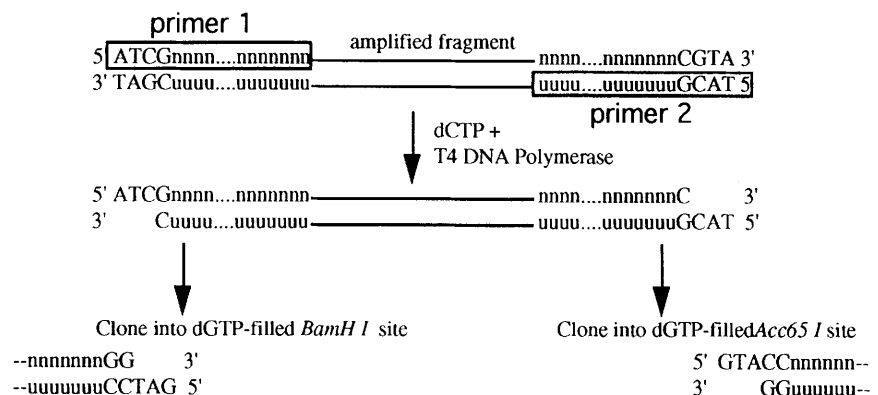 primer 1
amplified fragment
5 ATCGnnnn....nnnnnnn nnnn....nnnnnnnCGTA 3'
3' TAGCuuuu....uuuuuuu uuuu....uuuuuuuGCAT 5
primer 2
dCTP +
T4 DNA Polymerase
5' ATCGnnnn....nnnnnnn nnnn....nnnnnnnC 3'
3' Cuuuu....uuuuuuu uuuu....uuuuuuuGCAT 5'
Clone into dGTP-filled BamH I site
Clone into dGTP-filledAcc65 I site
--nnnnnnnGG 3'
--uuuuuuuCCTAG 5'
5' GTACCnnnnnn--
3' GGuuuuuu--